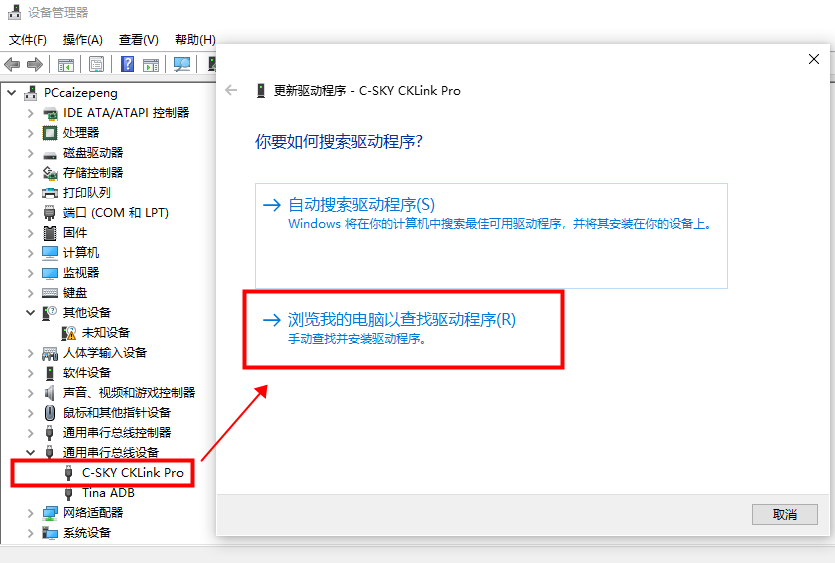 设备管理器
文件(F) 操作(A) 查看(V) 帮助(H)
PCcaizepeng
IDE ATA/ATAPI 控制器
处理器
磁盘驱动器
存储控制器
打印队列
端口 (COM 和 LPT)
固件
计算机
监视器
键盘
其他设备
未知设备
人体学输入设备
软件设备
声音、视频和游戏控制器
鼠标和其他指针设备
通用串行总线控制器
通用串行总线设备
C-SKY CKLink Pro
Tina ADB
网络适配器
系统设备
更新驱动程序 - C-SKY CKLink Pro
你要如何搜索驱动程序?
自动搜索驱动程序(S)
Windows 将在你的计算机中搜索最佳可用驱动程序，并将其安装在你的设备上。
浏览我的电脑以查找驱动程序(R)
手动查找并安装驱动程序。
取消